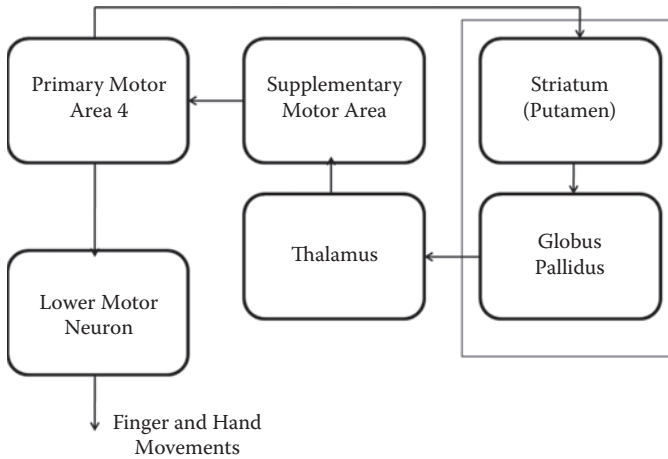 Primary Motor
Area 4
Supplementary
Motor Area
Striatum
(Putamen)
Thalamus
Globus
Pallidus
Lower Motor
Neuron
Finger and Hand
Movements